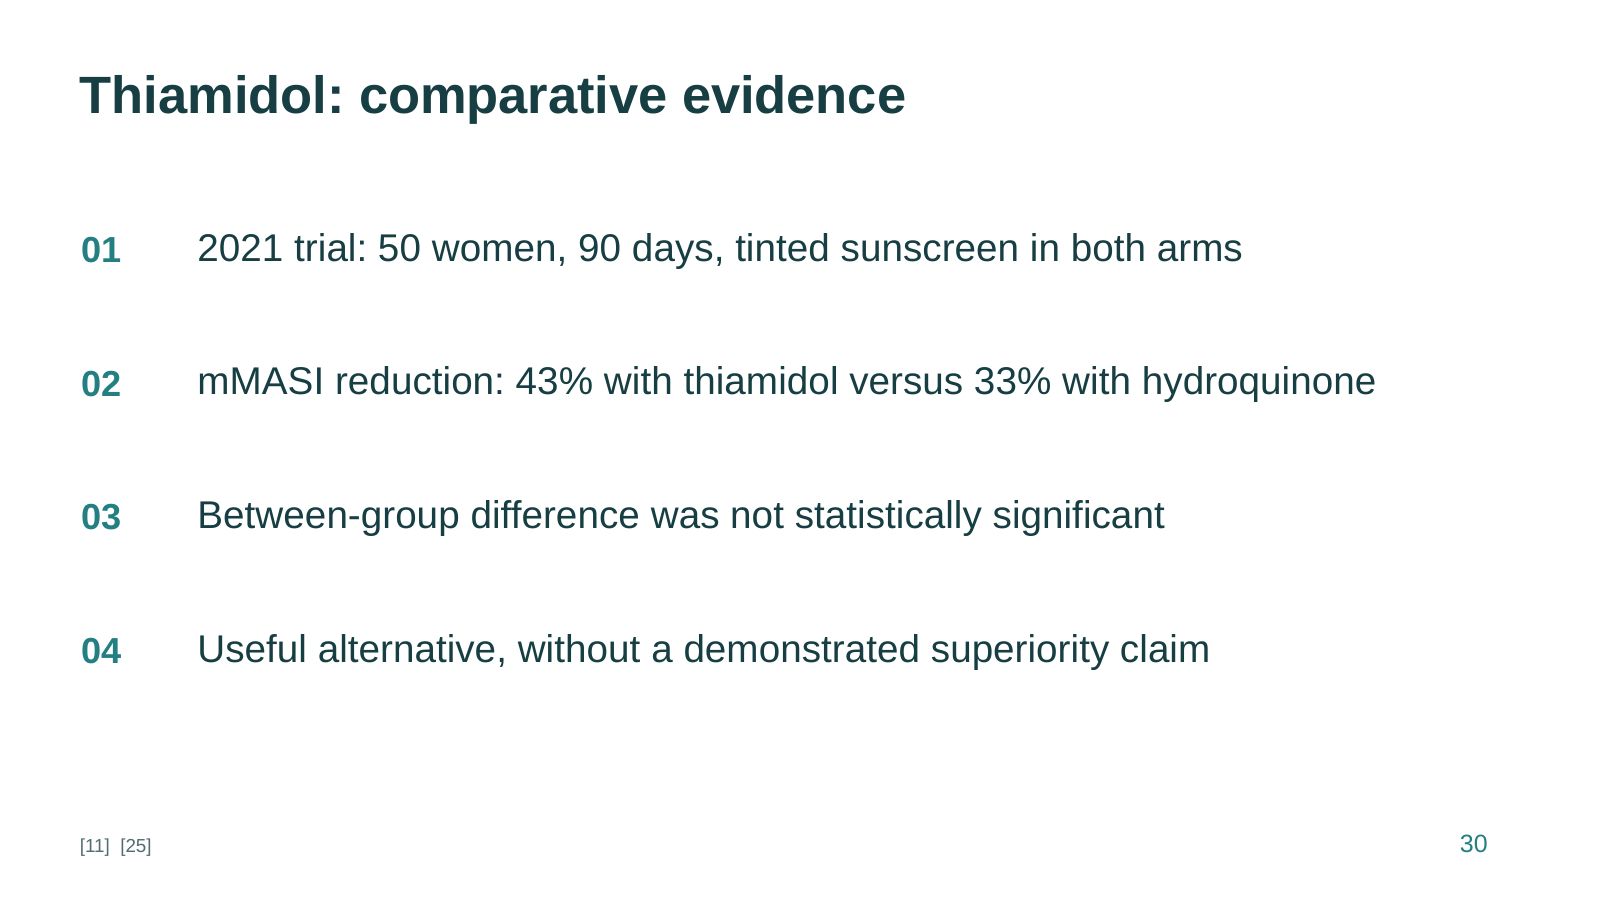 Thiamidol: comparative evidence
01 2021 trial: 50 women, 90 days, tinted sunscreen in both arms
02 mMASI reduction: 43% with thiamidol versus 33% with hydroquinone
03 Between-group difference was not statistically significant
04 Useful alternative, without a demonstrated superiority claim
[11] [25]
30